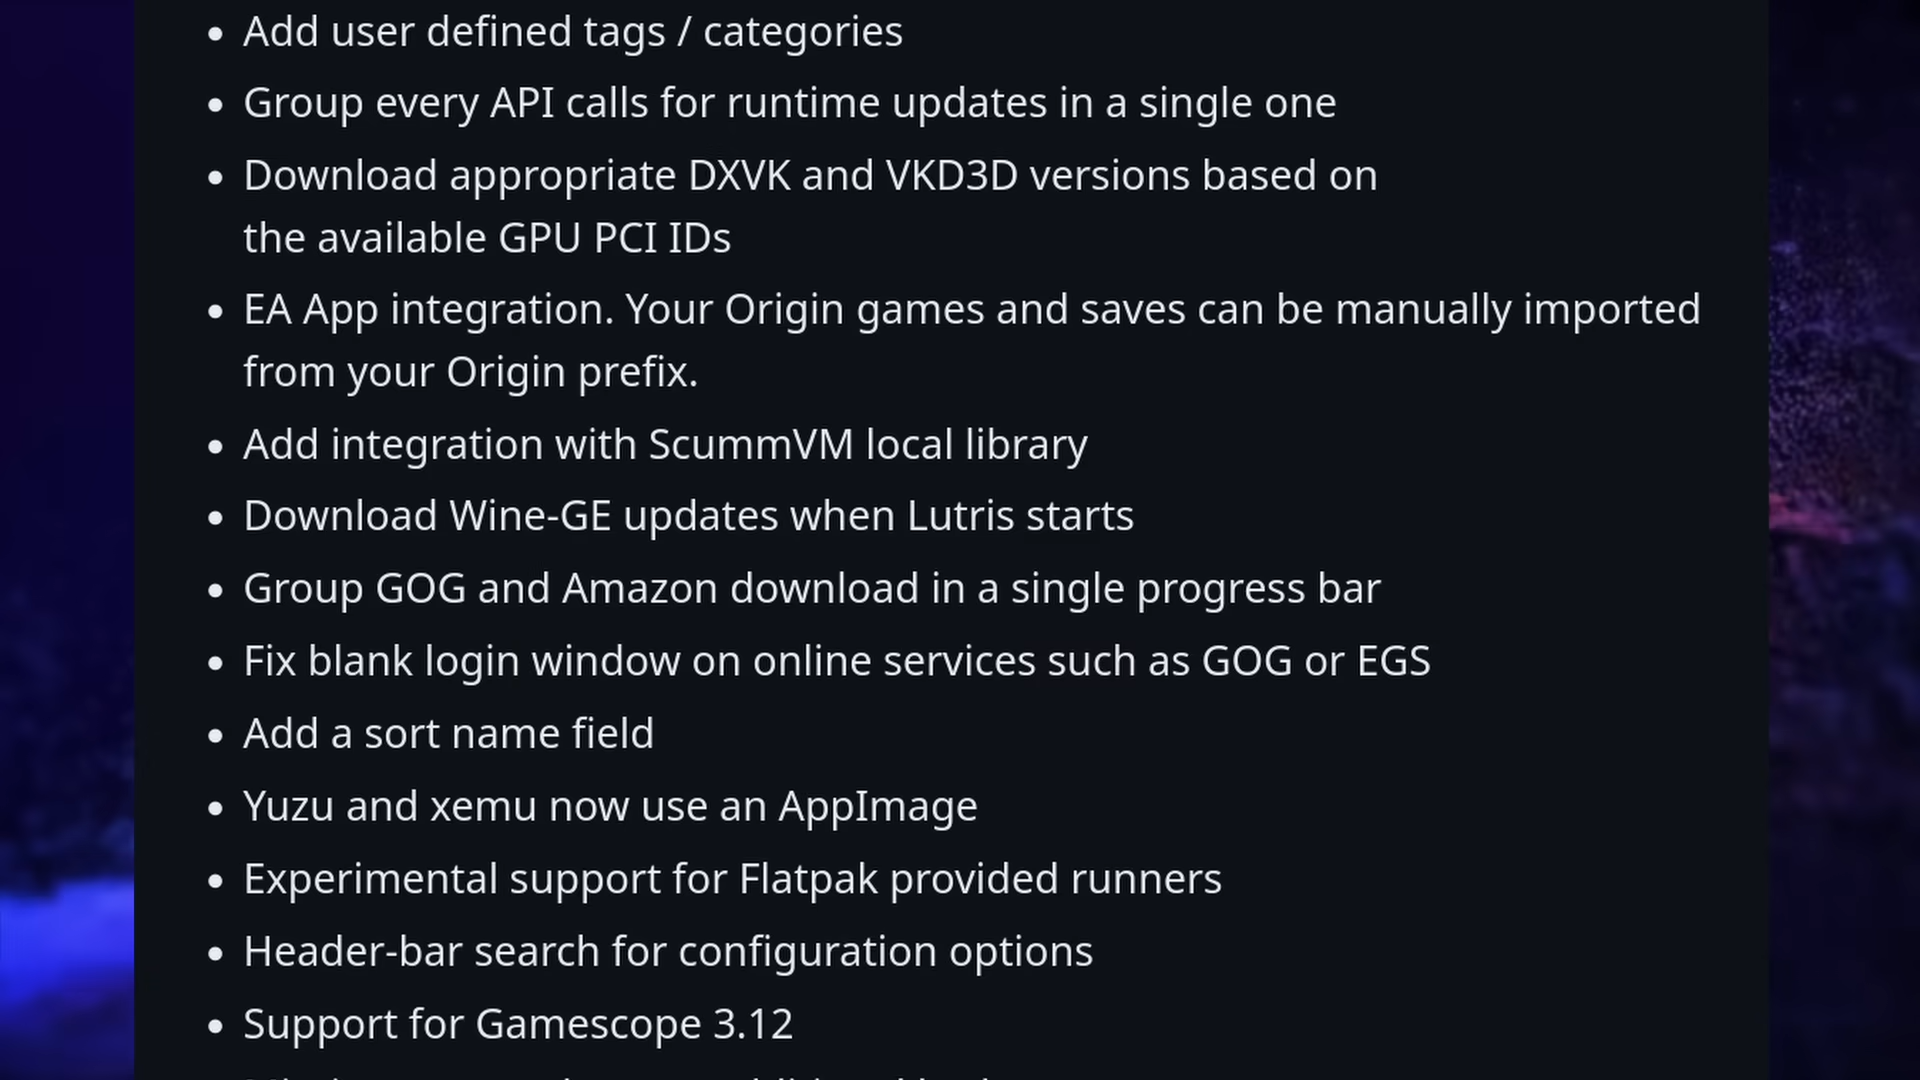 • Add user defined tags / categories
• Group every API calls for runtime updates in a single one
• Download appropriate DXVK and VKD3D versions based on
the available GPU PCI IDs
• EA App integration. Your Origin games and saves can be manually imported
from your Origin prefix.
• Add integration with ScummVM local library
• Download Wine-GE updates when Lutris starts
• Group GOG and Amazon download in a single progress bar
• Fix blank login window on online services such as GOG or EGS
• Add a sort name field
• Yuzu and xemu now use an AppImage
• Experimental support for Flatpak provided runners
• Header-bar search for configuration options
• Support for Gamescope 3.12